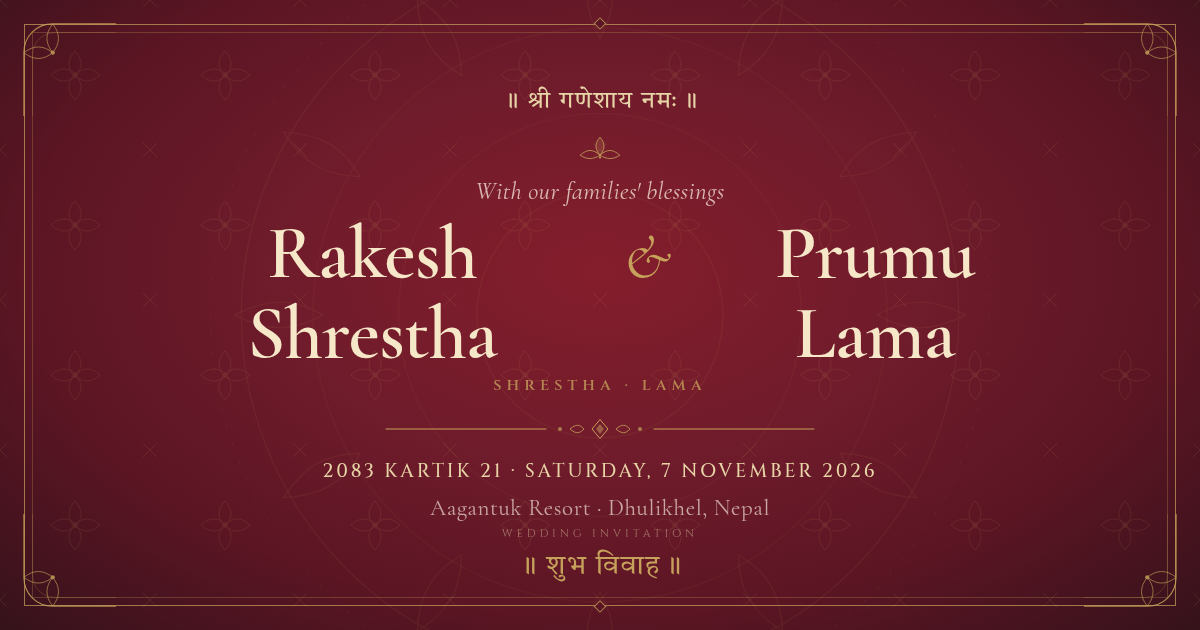 ॥ श्री गणेशाय नमः ॥
With our families' blessings
Rakesh Shrestha & Prumu Lama
SHRESTHA · LAMA
2083 KARTIK 21 · SATURDAY, 7 NOVEMBER 2026
Aagantuk Resort · Dhulikhel, Nepal
WEDDING INVITATION
॥ शुभ विवाह ॥